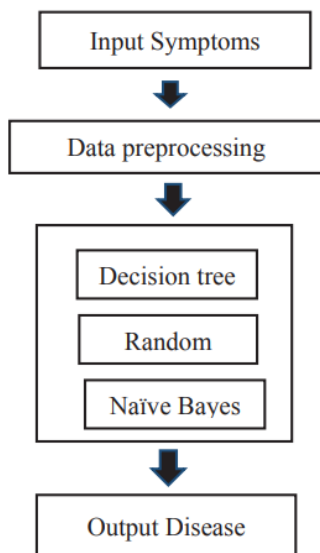 Input Symptoms
Data preprocessing
Decision tree
Random
Naïve Bayes
Output Disease